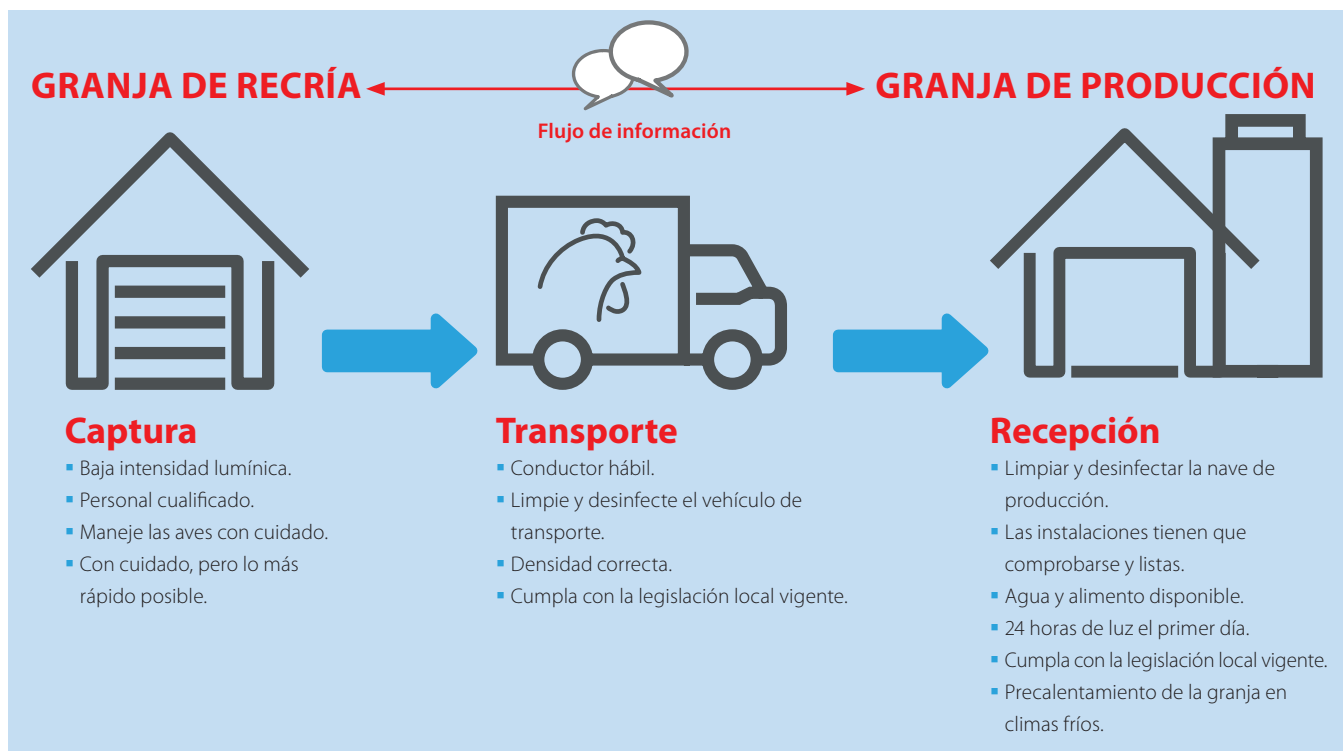 GRANJA DE RECRÍA
GRANJA DE PRODUCCIÓN
Flujo de información
Captura
▪ Baja intensidad lumínica.
▪ Personal cualificado.
▪ Maneje las aves con cuidado.
▪ Con cuidado, pero lo más
rápido posible.
Transporte
▪ Conductor hábil.
▪ Limpie y desinfecte el vehículo de
transporte.
▪ Densidad correcta.
▪ Cumpla con la legislación local vigente.
Recepción
▪ Limpiar y desinfectar la nave de
producción.
▪ Las instalaciones tienen que
comprobarse y listas.
▪ Agua y alimento disponible.
▪ 24 horas de luz el primer día.
▪ Cumpla con la legislación local vigente.
▪ Precalentamiento de la granja en
climas fríos.